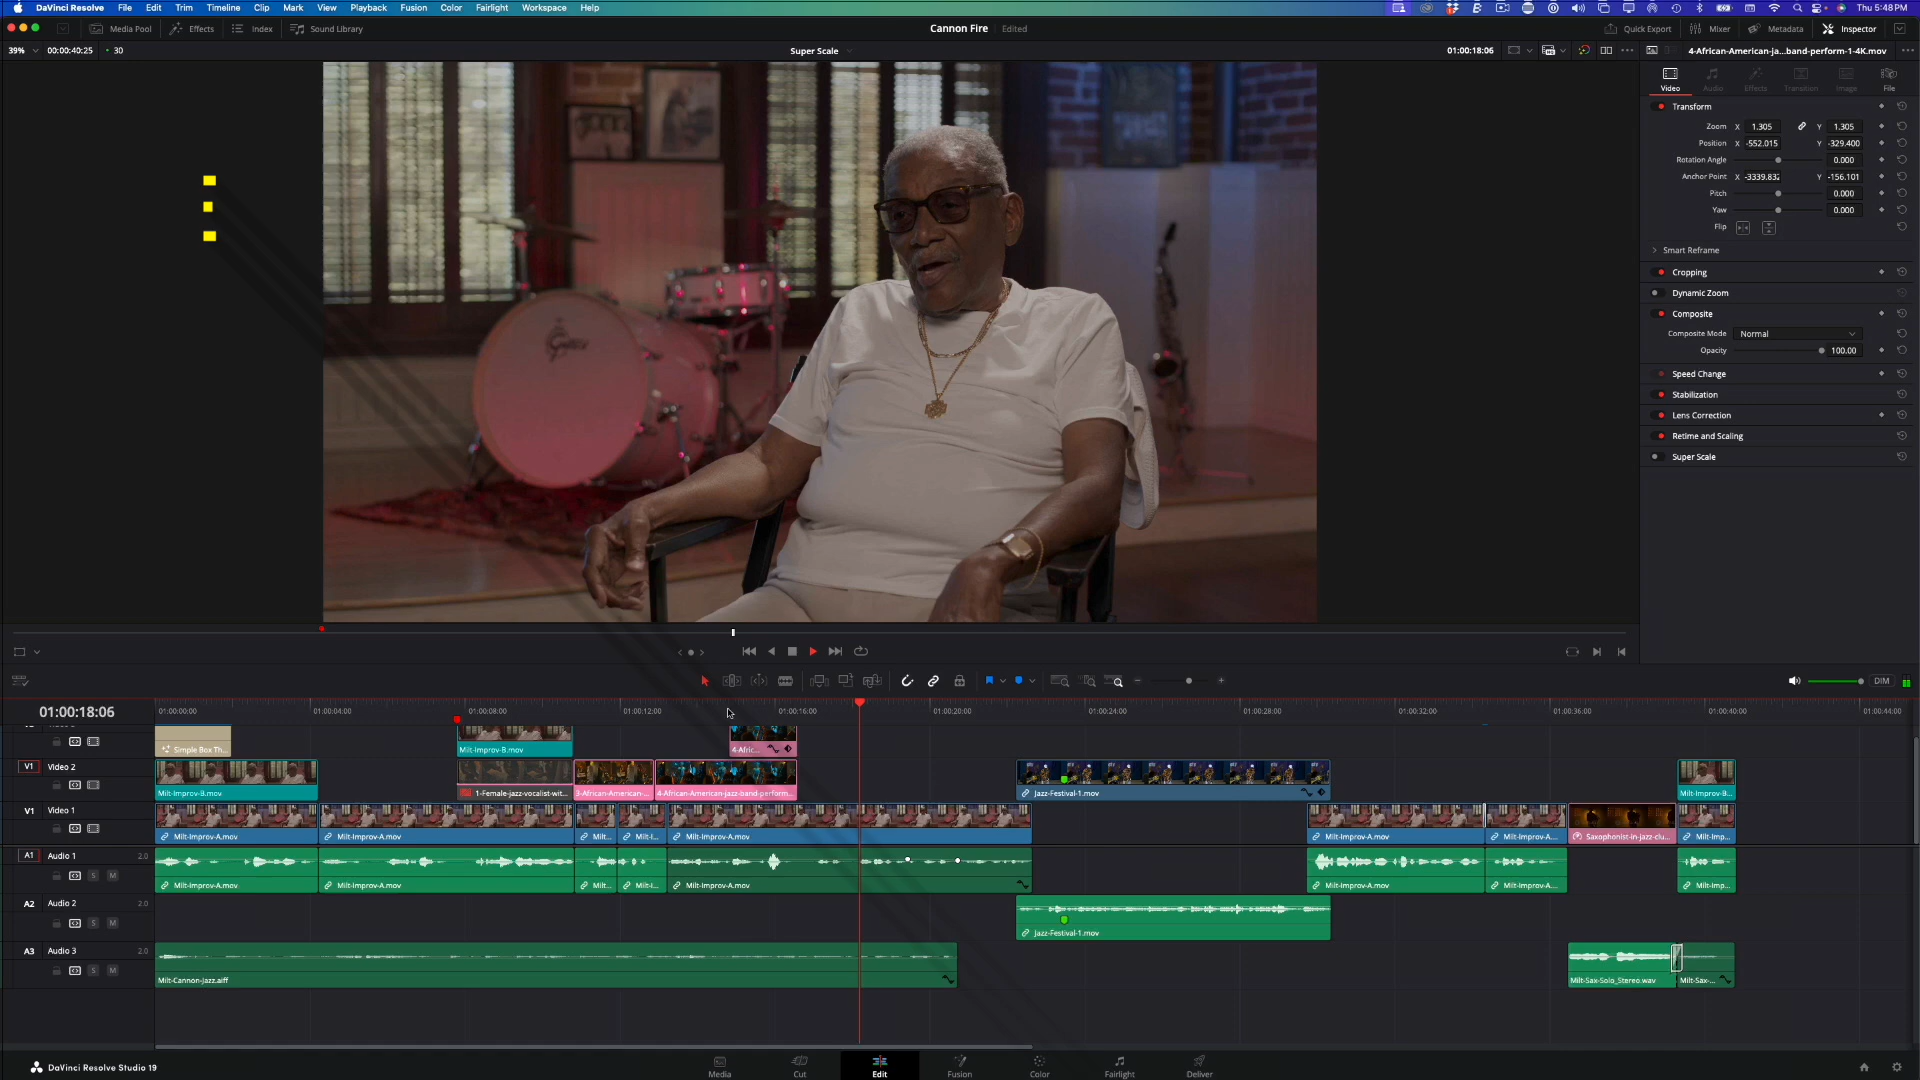 DaVinci Resolve File Edit Trim Timeline Clip Mark View Playback Fusion Color Fairlight Workspace Help
Thu 5:48 PM
Media Pool Effects Index Sound Library
Cannon Fire Edited
Quick Export Mixer Metadata Inspector
39% 00:00:40:25 30
Super Scale
01:00:18:06
4-African-American-ja...band-perform-1-4K.mov
Video Audio Effects Transition Image File
Transform
Zoom X 1.305 Y 1.305
Position X -552.015 Y -329.400
Rotation Angle 0.000
Anchor Point X -3339.832 Y -156.101
Pitch 0.000
Yaw 0.000
Flip
Smart Reframe
Cropping
Dynamic Zoom
Composite
Composite Mode Normal
Opacity 100.00
Speed Change
Stabilization
Lens Correction
Retime and Scaling
Super Scale
Gretsch
DIM
01:00:18:06
01:00:00:00 01:00:04:00 01:00:08:00 01:00:12:00 01:00:16:00 01:00:20:00 01:00:24:00 01:00:28:00 01:00:32:00 01:00:36:00 01:00:40:00 01:00:44:00
Simple Box Th... Milt-Improv-B.mov 4-Afric...
V1 Video 2
Milt-Improv-B.mov 1-Female-jazz-vocalist-wit... 3-African-American-... 4-African-American-jazz-band-perform... Jazz-Festival-1.mov Milt-Improv-B...
V1 Video 1
Milt-Improv-A.mov Milt-Improv-A.mov Milt... Milt-I... Milt-Improv-A.mov Milt-Improv-A.mov Milt-Improv-A.... Saxophonist-in-jazz-clu... Milt-Imp...
A1 Audio 1 2.0
S M
Milt-Improv-A.mov Milt-Improv-A.mov Milt... Milt-I... Milt-Improv-A.mov Milt-Improv-A.mov Milt-Improv-A.... Milt-Imp...
A2 Audio 2 2.0
S M
Jazz-Festival-1.mov
A3 Audio 3 2.0
S M
Milt-Cannon-Jazz.aiff Milt-Sax-Solo_Stereo.wav Milt-Sax-...
DaVinci Resolve Studio 19
Media Cut Edit Fusion Color Fairlight Deliver